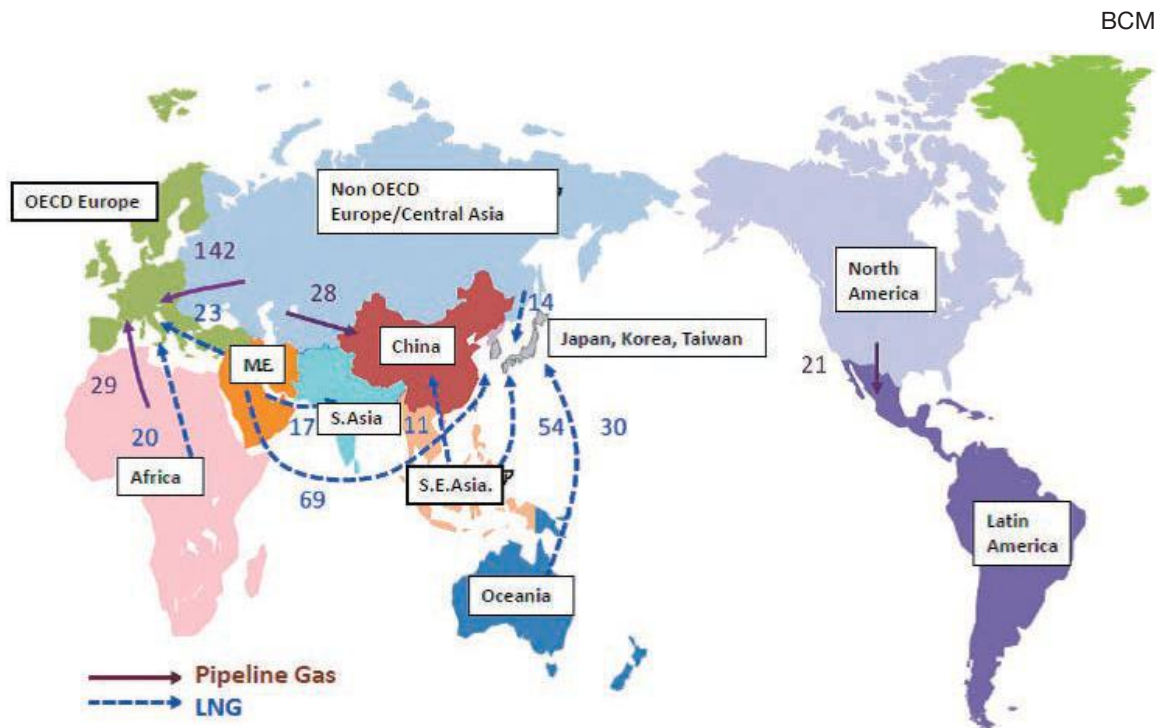 BCM
OECD Europe
Non OECD
Europe/Central Asia
142
23
28
14
North
America
Japan, Korea, Taiwan
China
M.E.
21
29
S.Asia
17
11
54
30
20
Africa
S.E.Asia.
69
Latin
America
Oceania
Pipeline Gas
LNG